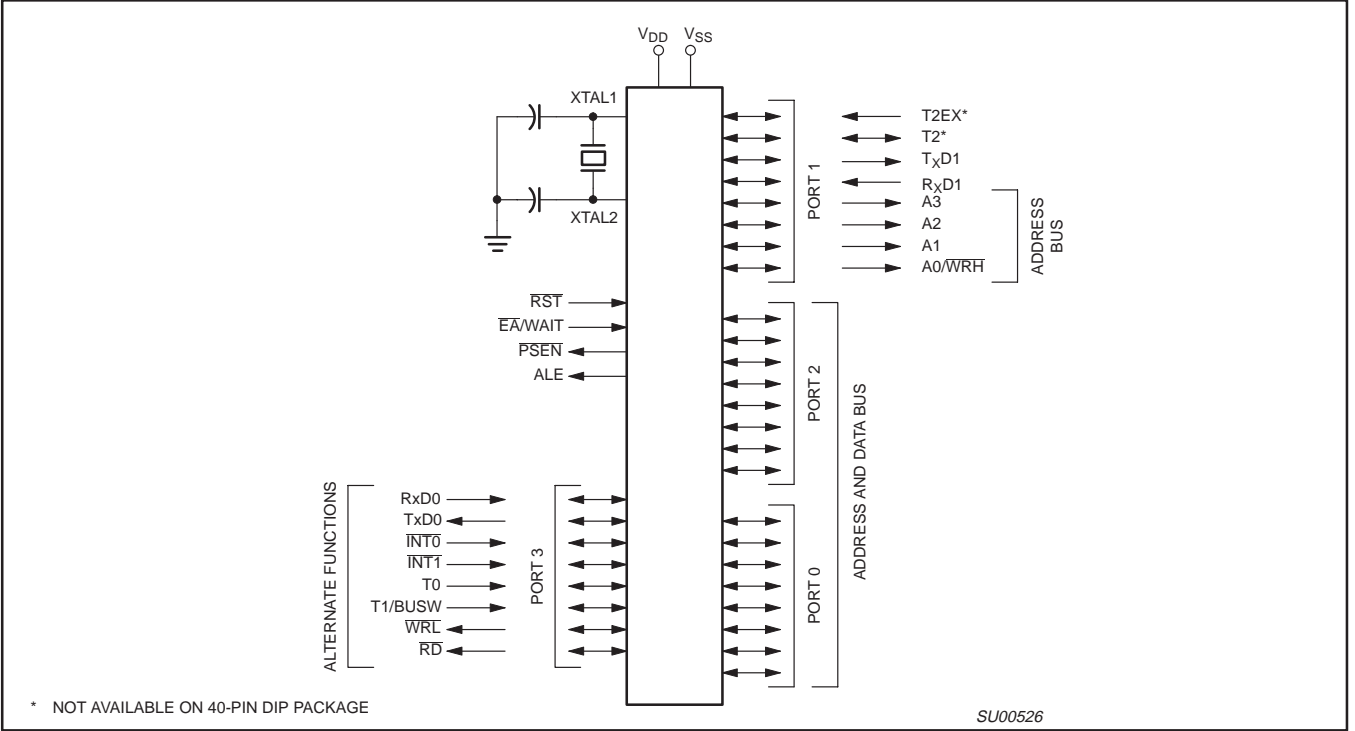 VDD VSS
XTAL1
XTAL2
RST
EA/WAIT
PSEN
ALE
PORT 1
T2EX*
T2*
TXD1
RXD1
A3
A2
A1
A0/WRH
ADDRESS
BUS
PORT 2
ADDRESS AND DATA BUS
PORT 0
ALTERNATE FUNCTIONS
RxD0
TxD0
INT0
INT1
T0
T1/BUSW
WRL
RD
PORT 3
* NOT AVAILABLE ON 40-PIN DIP PACKAGE
SU00526